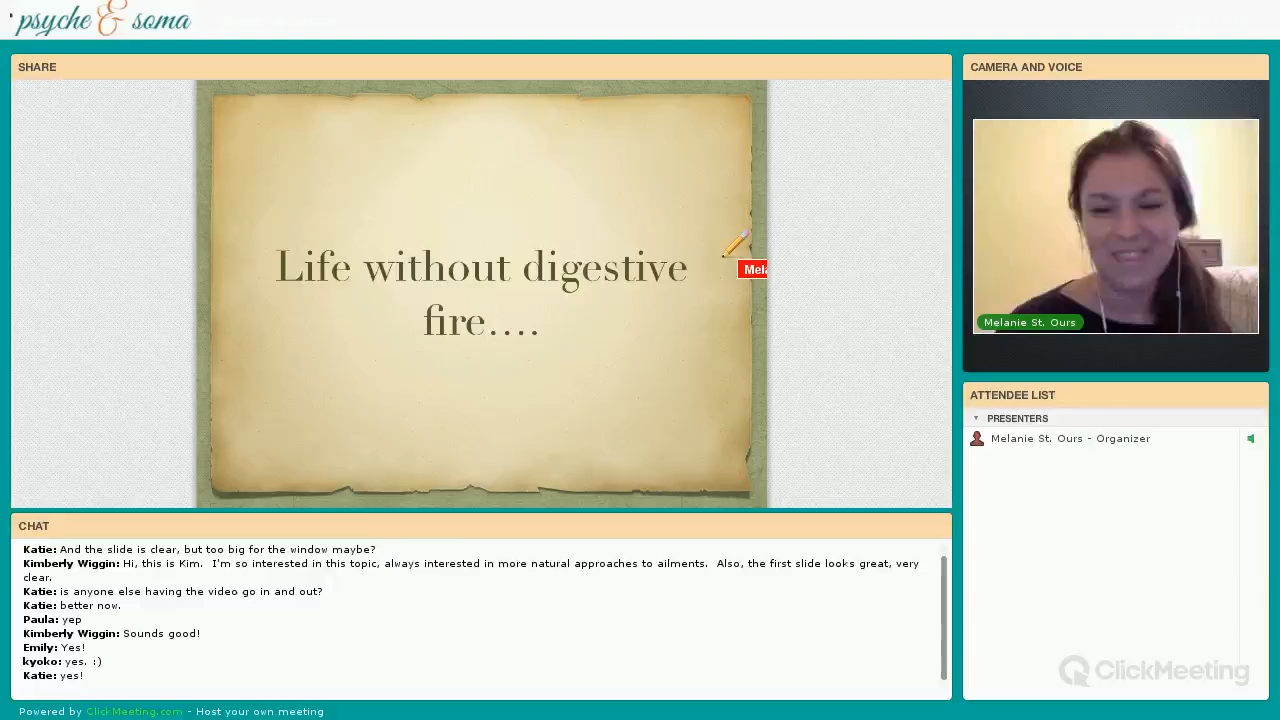 psyche & soma
SHARE
CAMERA AND VOICE
Life without digestive
fire....
Mela
Melanie St. Ours
ATTENDEE LIST
PRESENTERS
Melanie St. Ours - Organizer
CHAT
Katie: And the slide is clear, but too big for the window maybe?
Kimberly Wiggin: Hi, this is Kim.  I'm so interested in this topic, always interested in more natural approaches to ailments.  Also, the first slide looks great, very
clear.
Katie: is anyone else having the video go in and out?
Katie: better now.
Paula: yep
Kimberly Wiggin: Sounds good!
Emily: Yes!
kyoko: yes. :)
Katie: yes!
ClickMeeting
Powered by ClickMeeting.com - Host your own meeting